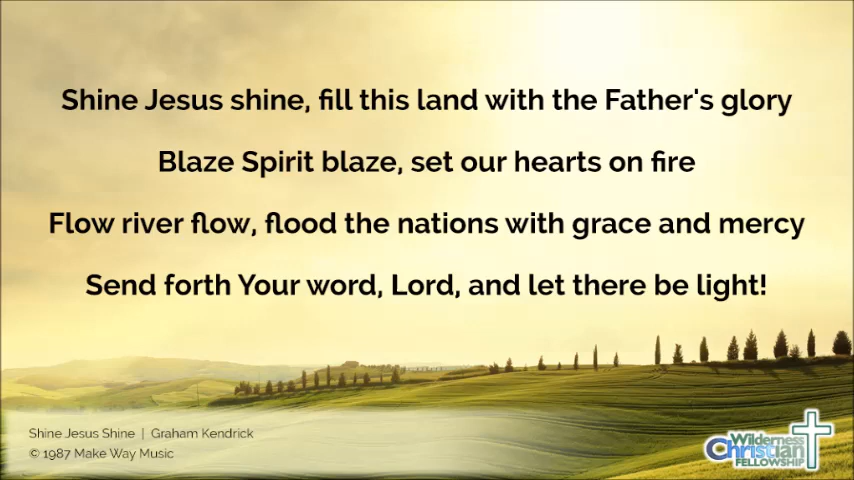 Shine Jesus shine, fill this land with the Father's glory
Blaze Spirit blaze, set our hearts on fire
Flow river flow, flood the nations with grace and mercy
Send forth Your word, Lord, and let there be light!
Shine Jesus Shine | Graham Kendrick
© 1987 Make Way Music
Wilderness
Christian
FELLOWSHIP